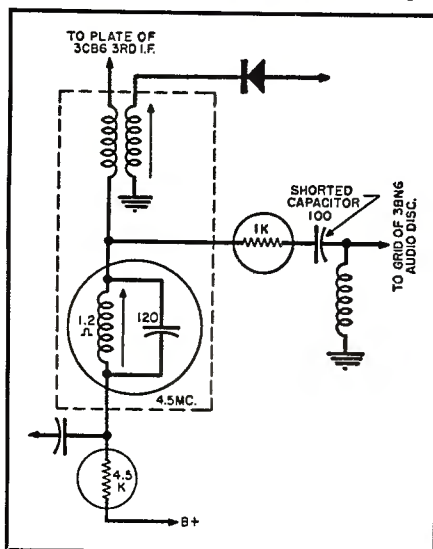 TO PLATE OF
3CB6 3RD I.F.
SHORTED
CAPACITOR
100
1K
TO GRID OF 3BN6
AUDIO DISC.
1.2
Ω
120
4.5MC.
4.5
K
B+